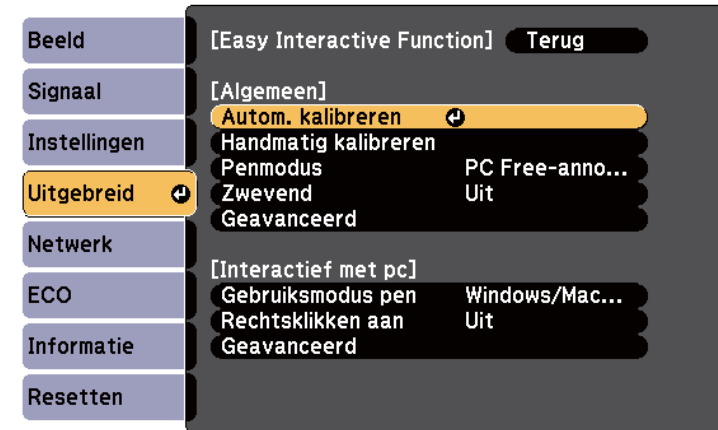 Beeld
Signaal
Instellingen
Uitgebreid
Netwerk
ECO
Informatie
Resetten
[Easy Interactive Function] Terug
[Algemeen]
Autom. kalibreren
Handmatig kalibreren
Penmodus PC Free-anno...
Zwevend Uit
Geavanceerd
[Interactief met pc]
Gebruiksmodus pen Windows/Mac...
Rechtsklikken aan Uit
Geavanceerd